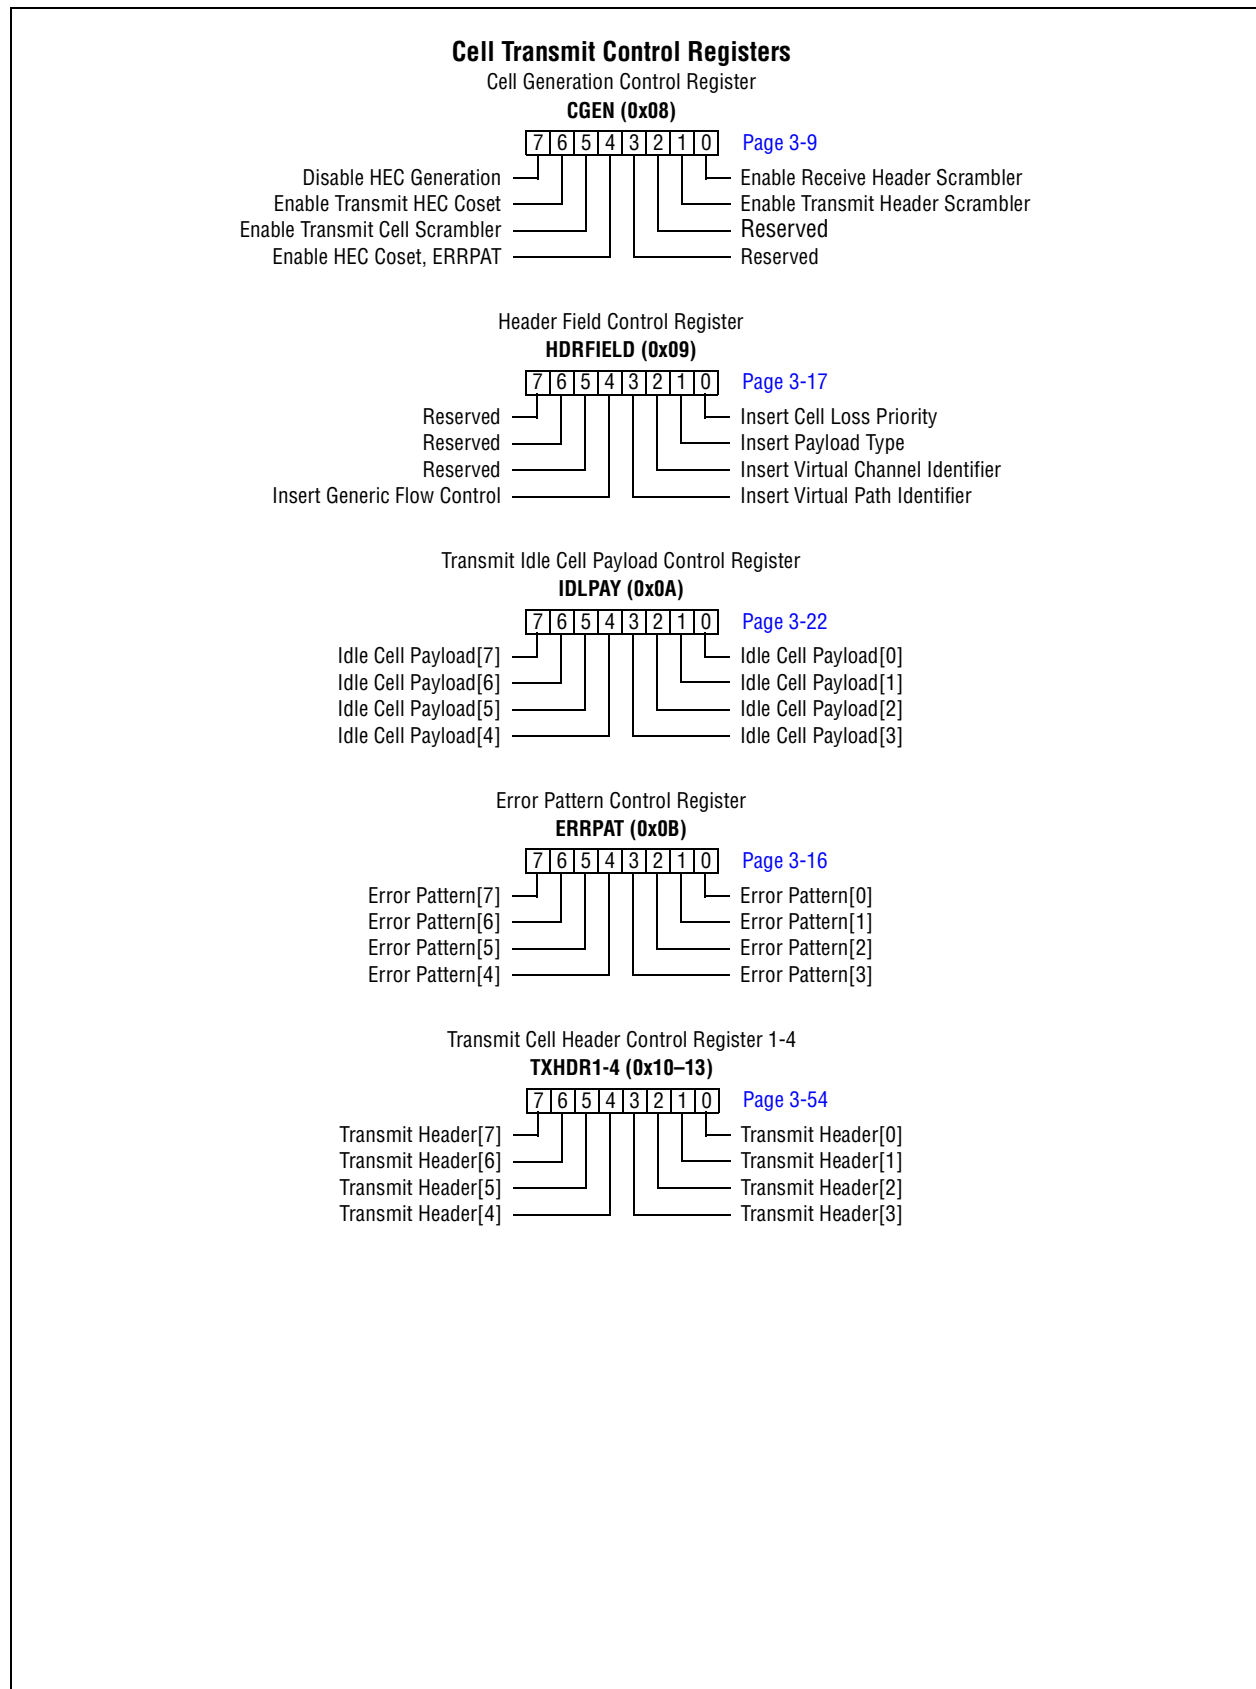 Cell Transmit Control Registers
Cell Generation Control Register
CGEN (0x08)
7 6 5 4 3 2 1 0 Page 3-9
Disable HEC Generation Enable Receive Header Scrambler
Enable Transmit HEC Coset Enable Transmit Header Scrambler
Enable Transmit Cell Scrambler Reserved
Enable HEC Coset, ERRPAT Reserved
Header Field Control Register
HDRFIELD (0x09)
7 6 5 4 3 2 1 0 Page 3-17
Reserved Insert Cell Loss Priority
Reserved Insert Payload Type
Reserved Insert Virtual Channel Identifier
Insert Generic Flow Control Insert Virtual Path Identifier
Transmit Idle Cell Payload Control Register
IDLPAY (0x0A)
7 6 5 4 3 2 1 0 Page 3-22
Idle Cell Payload[7] Idle Cell Payload[0]
Idle Cell Payload[6] Idle Cell Payload[1]
Idle Cell Payload[5] Idle Cell Payload[2]
Idle Cell Payload[4] Idle Cell Payload[3]
Error Pattern Control Register
ERRPAT (0x0B)
7 6 5 4 3 2 1 0 Page 3-16
Error Pattern[7] Error Pattern[0]
Error Pattern[6] Error Pattern[1]
Error Pattern[5] Error Pattern[2]
Error Pattern[4] Error Pattern[3]
Transmit Cell Header Control Register 1-4
TXHDR1-4 (0x10–13)
7 6 5 4 3 2 1 0 Page 3-54
Transmit Header[7] Transmit Header[0]
Transmit Header[6] Transmit Header[1]
Transmit Header[5] Transmit Header[2]
Transmit Header[4] Transmit Header[3]